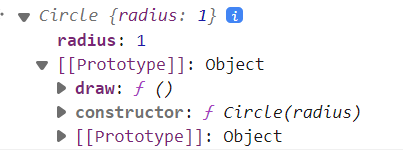 Circle {radius: 1} i
radius: 1
[[Prototype]]: Object
draw: ƒ ()
constructor: ƒ Circle(radius)
[[Prototype]]: Object